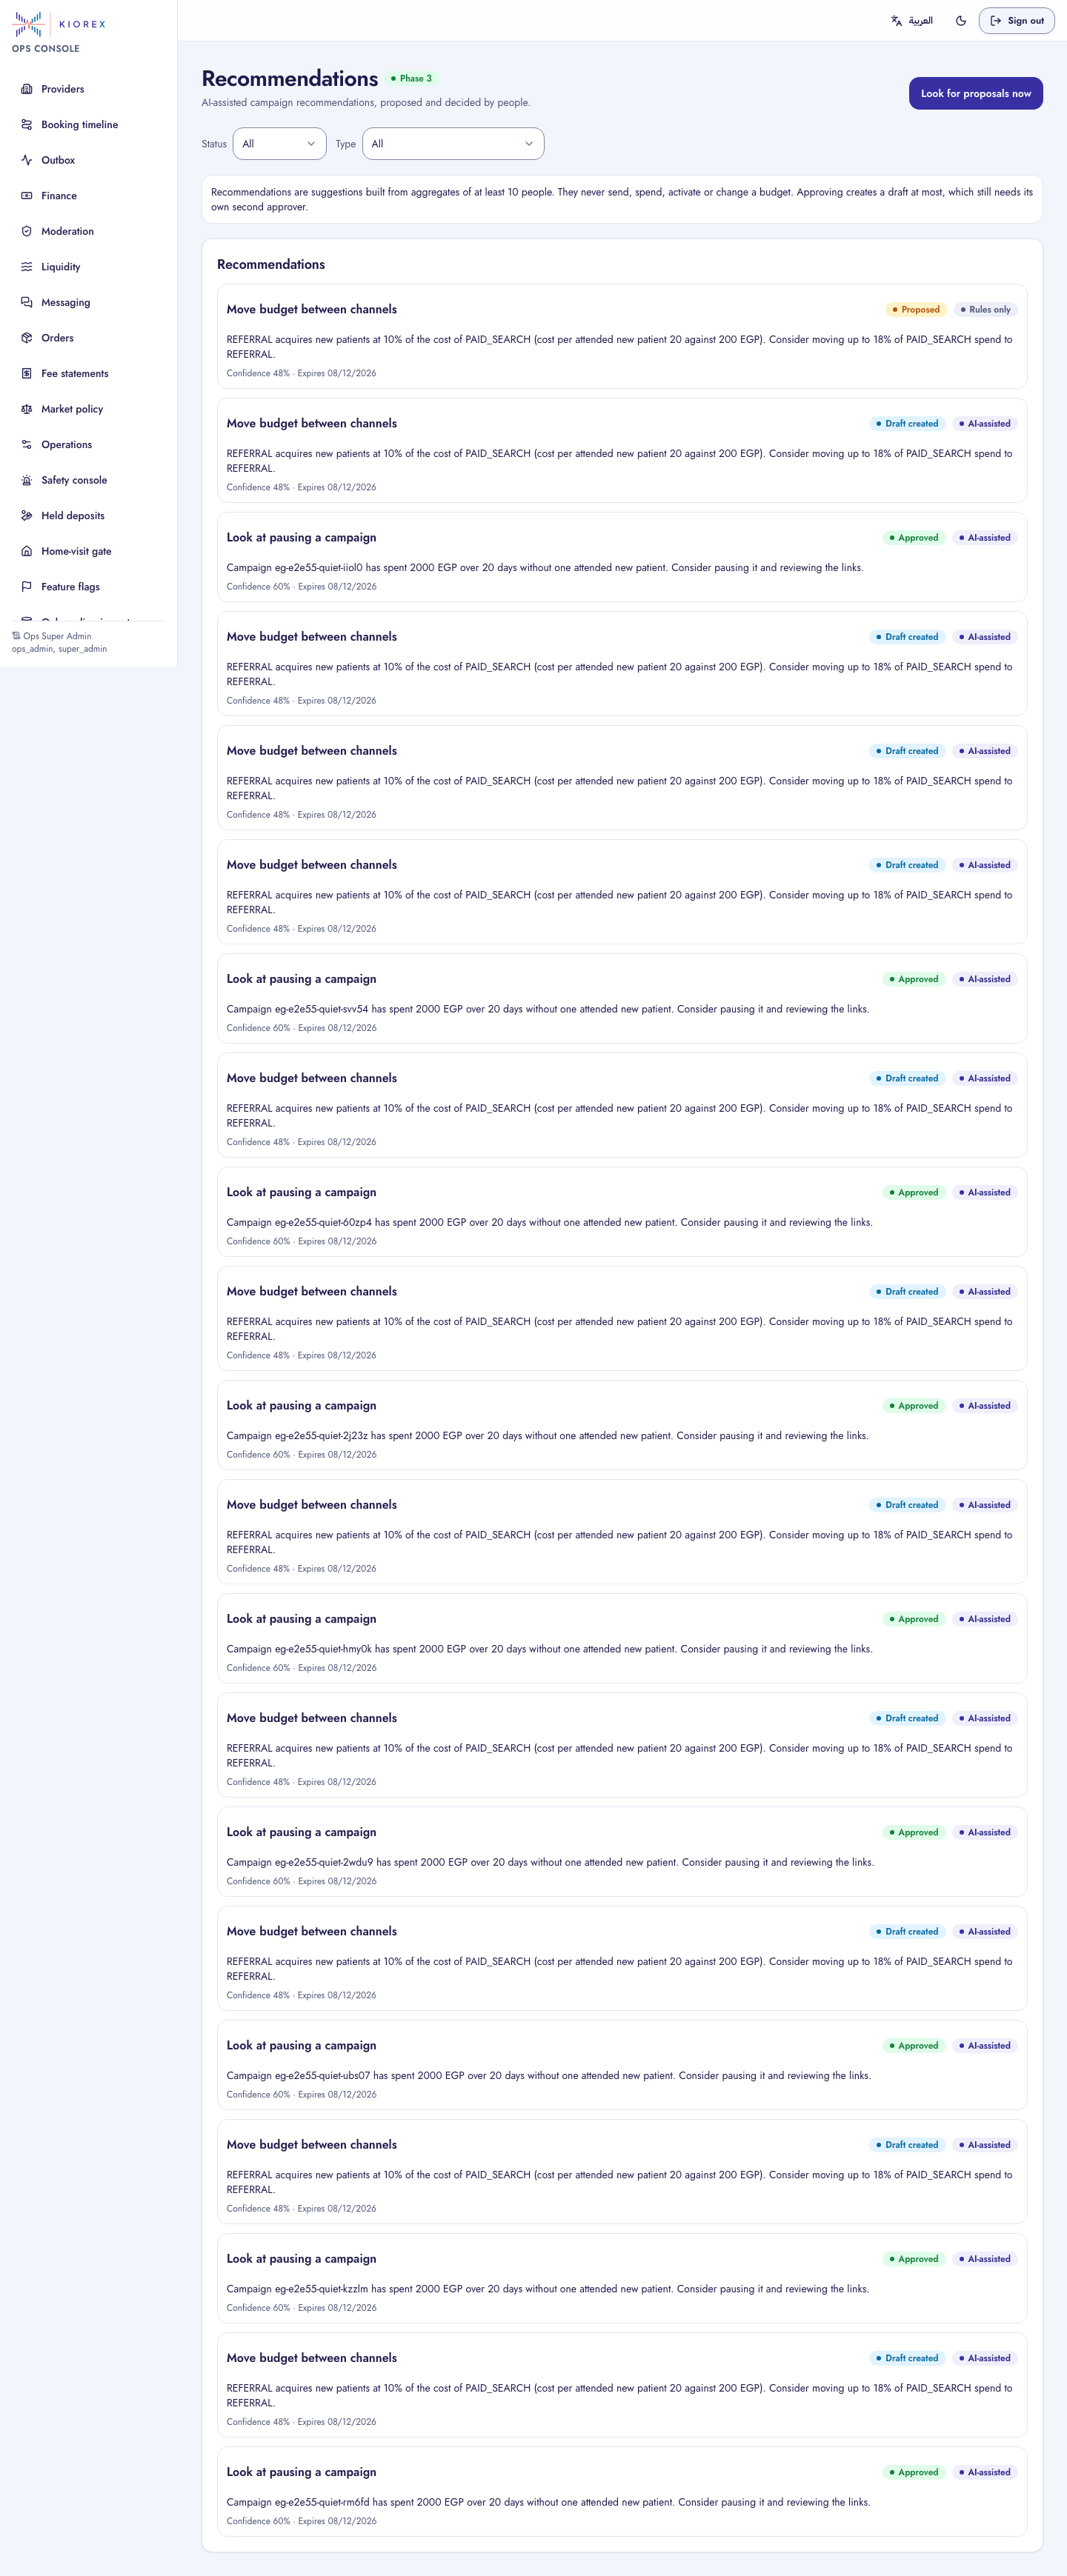 KIOREX
OPS CONSOLE
العربية
Sign out
Providers
Booking timeline
Outbox
Finance
Moderation
Liquidity
Messaging
Orders
Fee statements
Market policy
Operations
Safety console
Held deposits
Home-visit gate
Feature flags
Ops Super Admin
ops_admin, super_admin
Recommendations
Phase 3
AI-assisted campaign recommendations, proposed and decided by people.
Look for proposals now
Status
All
Type
All
Recommendations are suggestions built from aggregates of at least 10 people. They never send, spend, activate or change a budget. Approving creates a draft at most, which still needs its
own second approver.
Recommendations
Move budget between channels
Proposed
Rules only
REFERRAL acquires new patients at 10% of the cost of PAID_SEARCH (cost per attended new patient 20 against 200 EGP). Consider moving up to 18% of PAID_SEARCH spend to
REFERRAL.
Confidence 48% · Expires 08/12/2026
Move budget between channels
Draft created
AI-assisted
REFERRAL acquires new patients at 10% of the cost of PAID_SEARCH (cost per attended new patient 20 against 200 EGP). Consider moving up to 18% of PAID_SEARCH spend to
REFERRAL.
Confidence 48% · Expires 08/12/2026
Look at pausing a campaign
Approved
AI-assisted
Campaign eg-e2e55-quiet-iiol0 has spent 2000 EGP over 20 days without one attended new patient. Consider pausing it and reviewing the links.
Confidence 60% · Expires 08/12/2026
Move budget between channels
Draft created
AI-assisted
REFERRAL acquires new patients at 10% of the cost of PAID_SEARCH (cost per attended new patient 20 against 200 EGP). Consider moving up to 18% of PAID_SEARCH spend to
REFERRAL.
Confidence 48% · Expires 08/12/2026
Move budget between channels
Draft created
AI-assisted
REFERRAL acquires new patients at 10% of the cost of PAID_SEARCH (cost per attended new patient 20 against 200 EGP). Consider moving up to 18% of PAID_SEARCH spend to
REFERRAL.
Confidence 48% · Expires 08/12/2026
Move budget between channels
Draft created
AI-assisted
REFERRAL acquires new patients at 10% of the cost of PAID_SEARCH (cost per attended new patient 20 against 200 EGP). Consider moving up to 18% of PAID_SEARCH spend to
REFERRAL.
Confidence 48% · Expires 08/12/2026
Look at pausing a campaign
Approved
AI-assisted
Campaign eg-e2e55-quiet-svv54 has spent 2000 EGP over 20 days without one attended new patient. Consider pausing it and reviewing the links.
Confidence 60% · Expires 08/12/2026
Move budget between channels
Draft created
AI-assisted
REFERRAL acquires new patients at 10% of the cost of PAID_SEARCH (cost per attended new patient 20 against 200 EGP). Consider moving up to 18% of PAID_SEARCH spend to
REFERRAL.
Confidence 48% · Expires 08/12/2026
Look at pausing a campaign
Approved
AI-assisted
Campaign eg-e2e55-quiet-60zp4 has spent 2000 EGP over 20 days without one attended new patient. Consider pausing it and reviewing the links.
Confidence 60% · Expires 08/12/2026
Move budget between channels
Draft created
AI-assisted
REFERRAL acquires new patients at 10% of the cost of PAID_SEARCH (cost per attended new patient 20 against 200 EGP). Consider moving up to 18% of PAID_SEARCH spend to
REFERRAL.
Confidence 48% · Expires 08/12/2026
Look at pausing a campaign
Approved
AI-assisted
Campaign eg-e2e55-quiet-2j23z has spent 2000 EGP over 20 days without one attended new patient. Consider pausing it and reviewing the links.
Confidence 60% · Expires 08/12/2026
Move budget between channels
Draft created
AI-assisted
REFERRAL acquires new patients at 10% of the cost of PAID_SEARCH (cost per attended new patient 20 against 200 EGP). Consider moving up to 18% of PAID_SEARCH spend to
REFERRAL.
Confidence 48% · Expires 08/12/2026
Look at pausing a campaign
Approved
AI-assisted
Campaign eg-e2e55-quiet-hmy0k has spent 2000 EGP over 20 days without one attended new patient. Consider pausing it and reviewing the links.
Confidence 60% · Expires 08/12/2026
Move budget between channels
Draft created
AI-assisted
REFERRAL acquires new patients at 10% of the cost of PAID_SEARCH (cost per attended new patient 20 against 200 EGP). Consider moving up to 18% of PAID_SEARCH spend to
REFERRAL.
Confidence 48% · Expires 08/12/2026
Look at pausing a campaign
Approved
AI-assisted
Campaign eg-e2e55-quiet-2wdu9 has spent 2000 EGP over 20 days without one attended new patient. Consider pausing it and reviewing the links.
Confidence 60% · Expires 08/12/2026
Move budget between channels
Draft created
AI-assisted
REFERRAL acquires new patients at 10% of the cost of PAID_SEARCH (cost per attended new patient 20 against 200 EGP). Consider moving up to 18% of PAID_SEARCH spend to
REFERRAL.
Confidence 48% · Expires 08/12/2026
Look at pausing a campaign
Approved
AI-assisted
Campaign eg-e2e55-quiet-ubs07 has spent 2000 EGP over 20 days without one attended new patient. Consider pausing it and reviewing the links.
Confidence 60% · Expires 08/12/2026
Move budget between channels
Draft created
AI-assisted
REFERRAL acquires new patients at 10% of the cost of PAID_SEARCH (cost per attended new patient 20 against 200 EGP). Consider moving up to 18% of PAID_SEARCH spend to
REFERRAL.
Confidence 48% · Expires 08/12/2026
Look at pausing a campaign
Approved
AI-assisted
Campaign eg-e2e55-quiet-kzzlm has spent 2000 EGP over 20 days without one attended new patient. Consider pausing it and reviewing the links.
Confidence 60% · Expires 08/12/2026
Move budget between channels
Draft created
AI-assisted
REFERRAL acquires new patients at 10% of the cost of PAID_SEARCH (cost per attended new patient 20 against 200 EGP). Consider moving up to 18% of PAID_SEARCH spend to
REFERRAL.
Confidence 48% · Expires 08/12/2026
Look at pausing a campaign
Approved
AI-assisted
Campaign eg-e2e55-quiet-rm6fd has spent 2000 EGP over 20 days without one attended new patient. Consider pausing it and reviewing the links.
Confidence 60% · Expires 08/12/2026